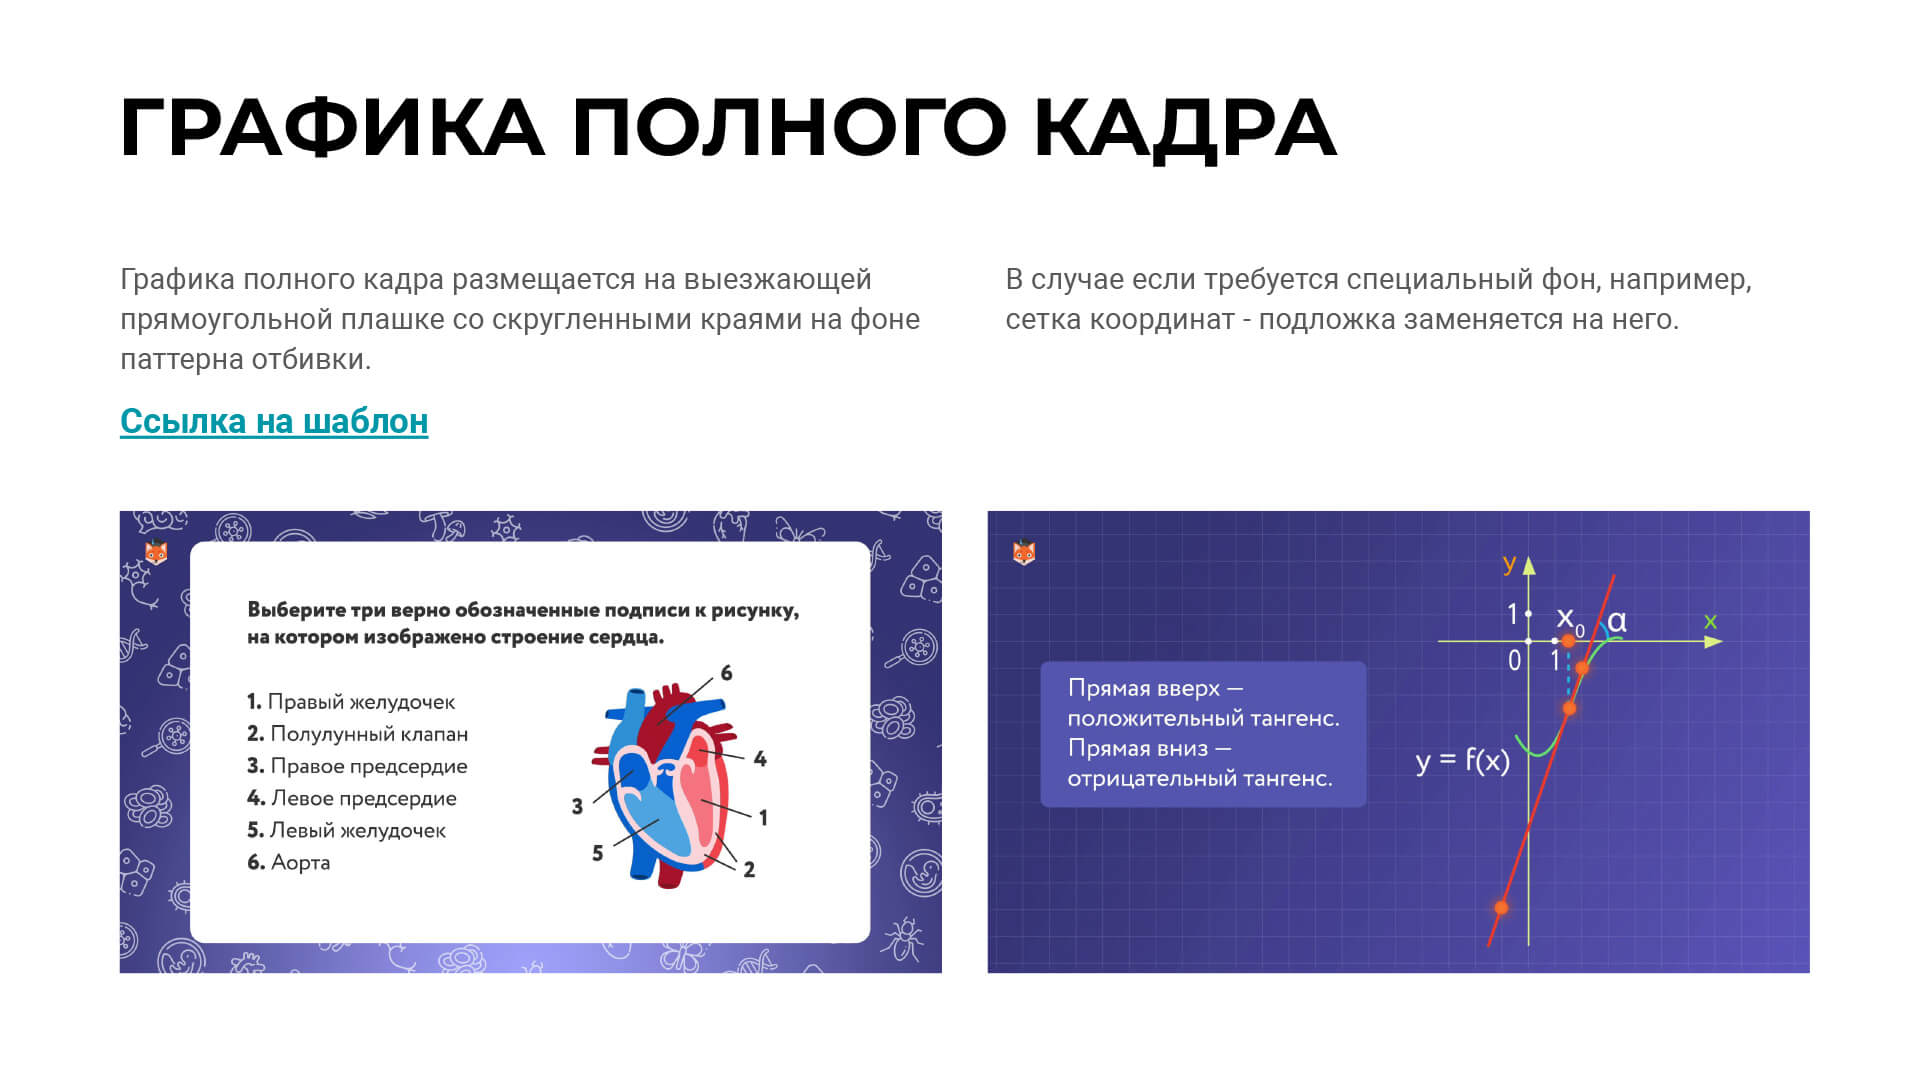 ГРАФИКА ПОЛНОГО КАДРА
Графика полного кадра размещается на выезжающей
прямоугольной плашке со скругленными краями на фоне
паттерна отбивки.
Ссылка на шаблон
В случае если требуется специальный фон, например,
сетка координат - подложка заменяется на него.
Выберите три верно обозначенные подписи к рисунку,
на котором изображено строение сердца.
1. Правый желудочек
2. Полулунный клапан
3. Правое предсердие
4. Левое предсердие
5. Левый желудочек
6. Аорта
6
4
3
1
5
2
Прямая вверх —
положительный тангенс.
Прямая вниз —
отрицательный тангенс.
y
1
x₀
α
x
0
1
y = f(x)